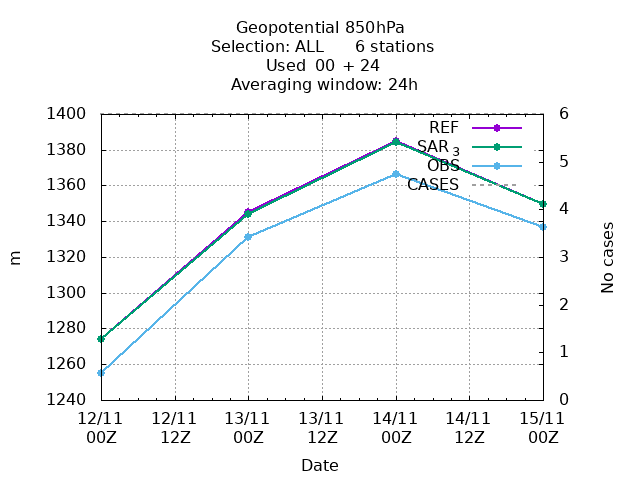 Geopotential 850hPa
Selection: ALL 6 stations
Used 00 + 24
Averaging window: 24h
1400 6
REF
SAR 3
1380 5
OBS
1360 CASES
1340 4
1320 3
m No cases
1300
1280 2
1260 1
1240 0
12/11 12/11 13/11 13/11 14/11 14/11 15/11
00Z 12Z 00Z 12Z 00Z 12Z 00Z
Date